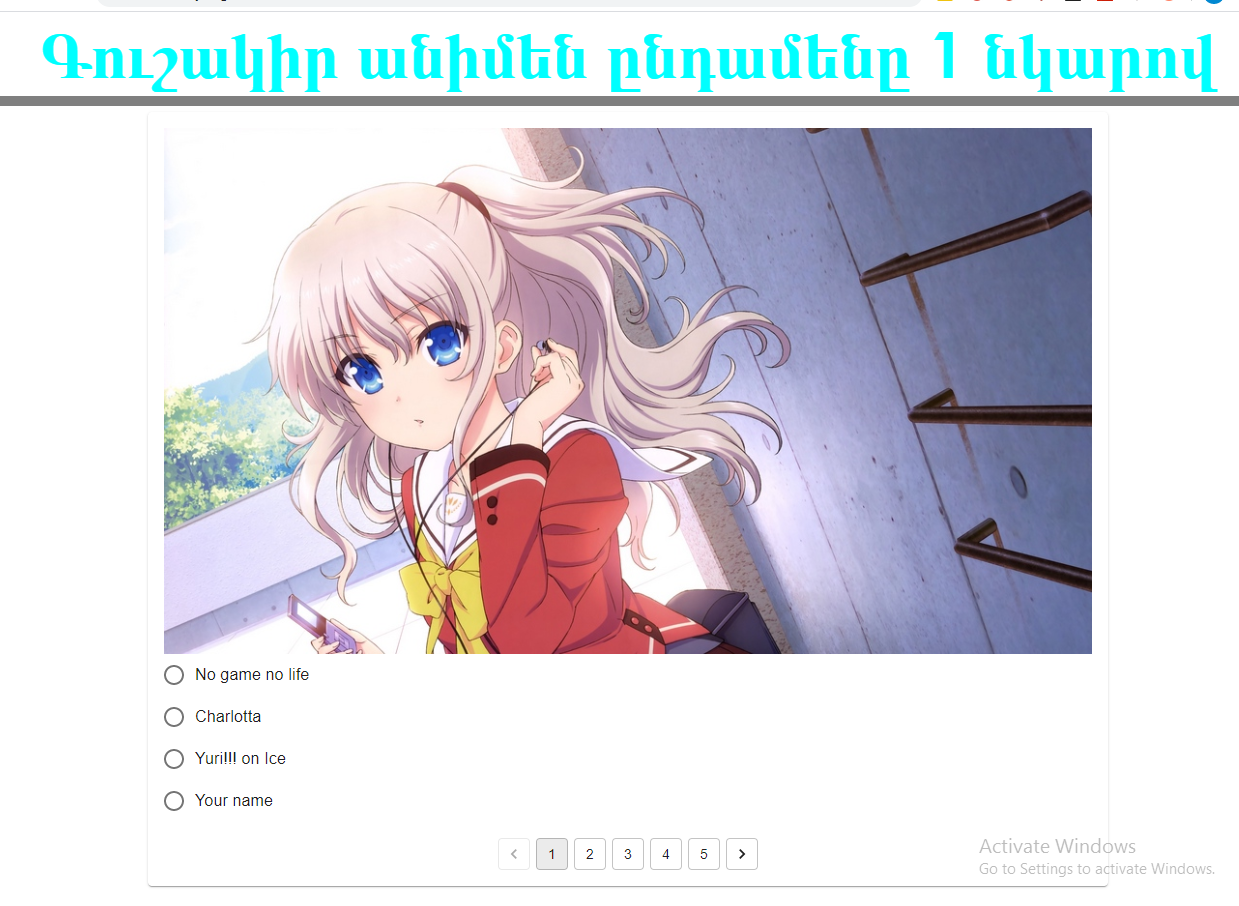 Գուշակիր անիմեն ընդամենը 1 նկարով
No game no life
Charlotta
Yuri!!! on Ice
Your name
1 2 3 4 5
Activate Windows
Go to Settings to activate Windows.